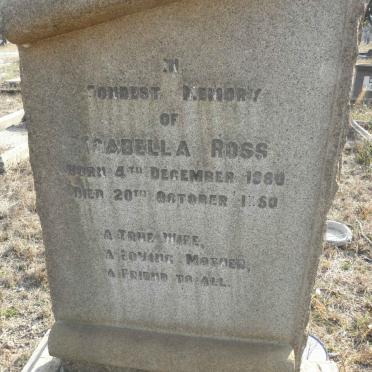 IN
FONDEST MEMORY
OF
ISABELLA ROSS
BORN 4TH DECEMBER
DIED 20TH OCTOBER
A TRUE WIFE,
A LOVING MOTHER,
A FRIEND TO ALL.